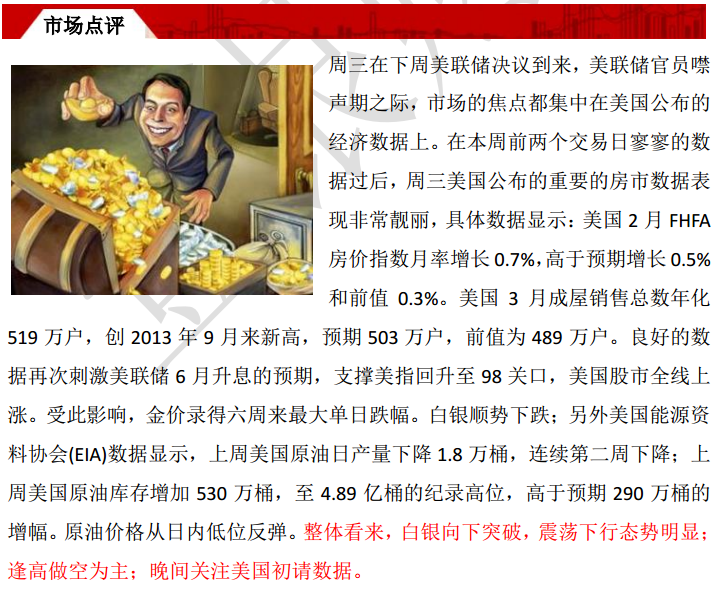 市场点评
周三在下周美联储决议到来，美联储官员噤
声期之际，市场的焦点都集中在美国公布的
经济数据上。在本周前两个交易日寥寥的数
据过后，周三美国公布的重要的房市数据表
现非常靓丽，具体数据显示：美国 2 月 FHFA
房价指数月率增长 0.7%，高于预期增长 0.5%
和前值 0.3%。美国 3 月成屋销售总数年化
519 万户，创 2013 年 9 月来新高，预期 503 万户，前值为 489 万户。良好的数
据再次刺激美联储 6 月升息的预期，支撑美指回升至 98 关口，美国股市全线上
涨。受此影响，金价录得六周来最大单日跌幅。白银顺势下跌；另外美国能源资
料协会(EIA)数据显示，上周美国原油日产量下降 1.8 万桶，连续第二周下降；上
周美国原油库存增加 530 万桶，至 4.89 亿桶的纪录高位，高于预期 290 万桶的
增幅。原油价格从日内低位反弹。整体看来，白银向下突破，震荡下行态势明显；
逢高做空为主；晚间关注美国初请数据。